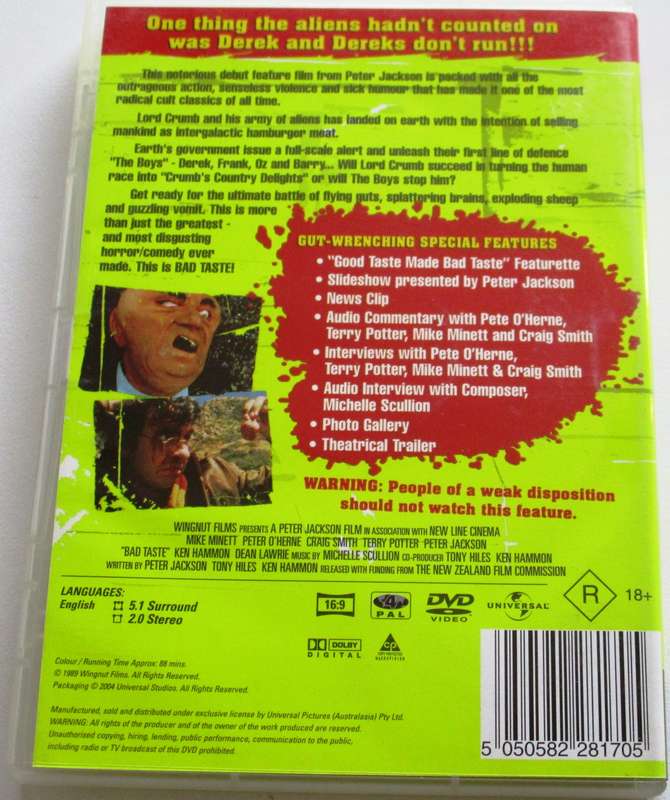 One thing the aliens hadn't counted on
was Derek and Dereks don't run!!!
This notorious debut feature film from Peter Jackson is packed with all the
outrageous action, senseless violence and sick humour that has made it one of the most
radical cult classics of all time.
Lord Crumb and his army of aliens has landed on earth with the intention of selling
mankind as intergalactic hamburger meat.
Earth's government issue a full-scale alert and unleash their first line of defence
"The Boys" - Derek, Frank, Oz and Barry... Will Lord Crumb succeed in turning the human
race into "Crumb's Country Delights" or will The Boys stop him?
Get ready for the ultimate battle of flying guts, splattering brains, exploding sheep
and guzzling vomit. This is more
than just the greatest -
and most disgusting
horror/comedy ever
made. This is BAD TASTE!
GUT-WRENCHING SPECIAL FEATURES
• "Good Taste Made Bad Taste" Featurette
• Slideshow presented by Peter Jackson
• News Clip
• Audio Commentary with Pete O'Herne,
Terry Potter, Mike Minett and Craig Smith
• Interviews with Pete O'Herne,
Terry Potter, Mike Minett & Craig Smith
• Audio Interview with Composer,
Michelle Scullion
• Photo Gallery
• Theatrical Trailer
WARNING: People of a weak disposition
should not watch this feature.
WINGNUT FILMS PRESENTS A PETER JACKSON FILM IN ASSOCIATION WITH NEW LINE CINEMA
MIKE MINETT PETER O'HERNE CRAIG SMITH TERRY POTTER PETER JACKSON
"BAD TASTE" KEN HAMMON DEAN LAWRIE MUSIC BY MICHELLE SCULLION CO-PRODUCER TONY HILES KEN HAMMON
WRITTEN BY PETER JACKSON TONY HILES KEN HAMMON RELEASED WITH FUNDING FROM THE NEW ZEALAND FILM COMMISSION
LANGUAGES:
English 5.1 Surround
2.0 Stereo
16:9
4
PAL
DVD
VIDEO
UNIVERSAL
R
18+
DOLBY
DIGITAL
CP
Colour / Running Time Approx: 88 mins.
© 1989 Wingnut Films. All Rights Reserved.
Packaging © 2004 Universal Studios. All Rights Reserved.
Manufactured, sold and distributed under exclusive license by Universal Pictures (Australasia) Pty Ltd.
WARNING: All rights of the producer and of the owner of the work produced are reserved.
Unauthorised copying, hiring, lending, public performance, communication to the public,
including radio or TV broadcast of this DVD prohibited.
5 050582 281705